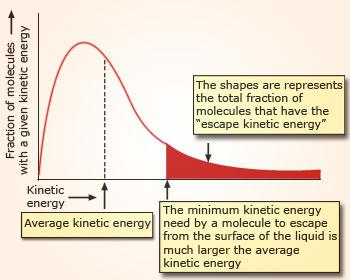 Fraction of molecules
with a given kinetic energy
The shapes are represents
the total fraction of
molecules that have the
“escape kinetic energy”
Kinetic
energy
Average kinetic energy
The minimum kinetic energy
need by a molecule to escape
from the surface of the liquid is
much larger the average
kinetic energy